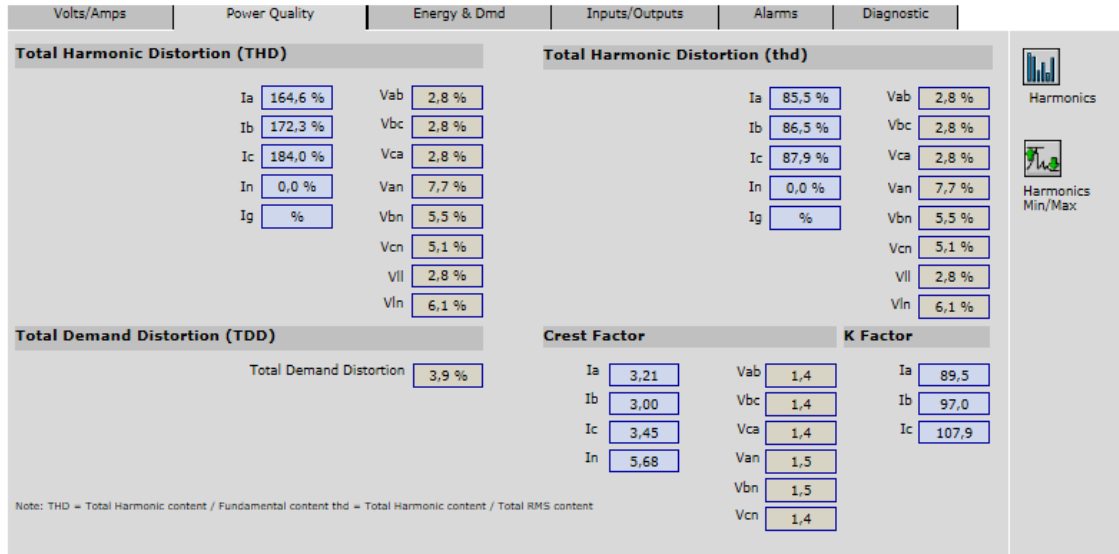 Volts/Amps Power Quality Energy & Dmd Inputs/Outputs Alarms Diagnostic
Total Harmonic Distortion (THD)
Ia 164,6 % Vab 2,8 %
Ib 172,3 % Vbc 2,8 %
Ic 184,0 % Vca 2,8 %
In 0,0 % Van 7,7 %
Ig % Vbn 5,5 %
Vcn 5,1 %
Vll 2,8 %
Vln 6,1 %
Total Harmonic Distortion (thd)
Ia 85,5 % Vab 2,8 %
Ib 86,5 % Vbc 2,8 %
Ic 87,9 % Vca 2,8 %
In 0,0 % Van 7,7 %
Ig % Vbn 5,5 %
Vcn 5,1 %
Vll 2,8 %
Vln 6,1 %
Harmonics
Harmonics
Min/Max
Total Demand Distortion (TDD)
Total Demand Distortion 3,9 %
Crest Factor
Ia 3,21 Vab 1,4
Ib 3,00 Vbc 1,4
Ic 3,45 Vca 1,4
In 5,68 Van 1,5
Vbn 1,5
Vcn 1,4
K Factor
Ia 89,5
Ib 97,0
Ic 107,9
Note: THD = Total Harmonic content / Fundamental content thd = Total Harmonic content / Total RMS content